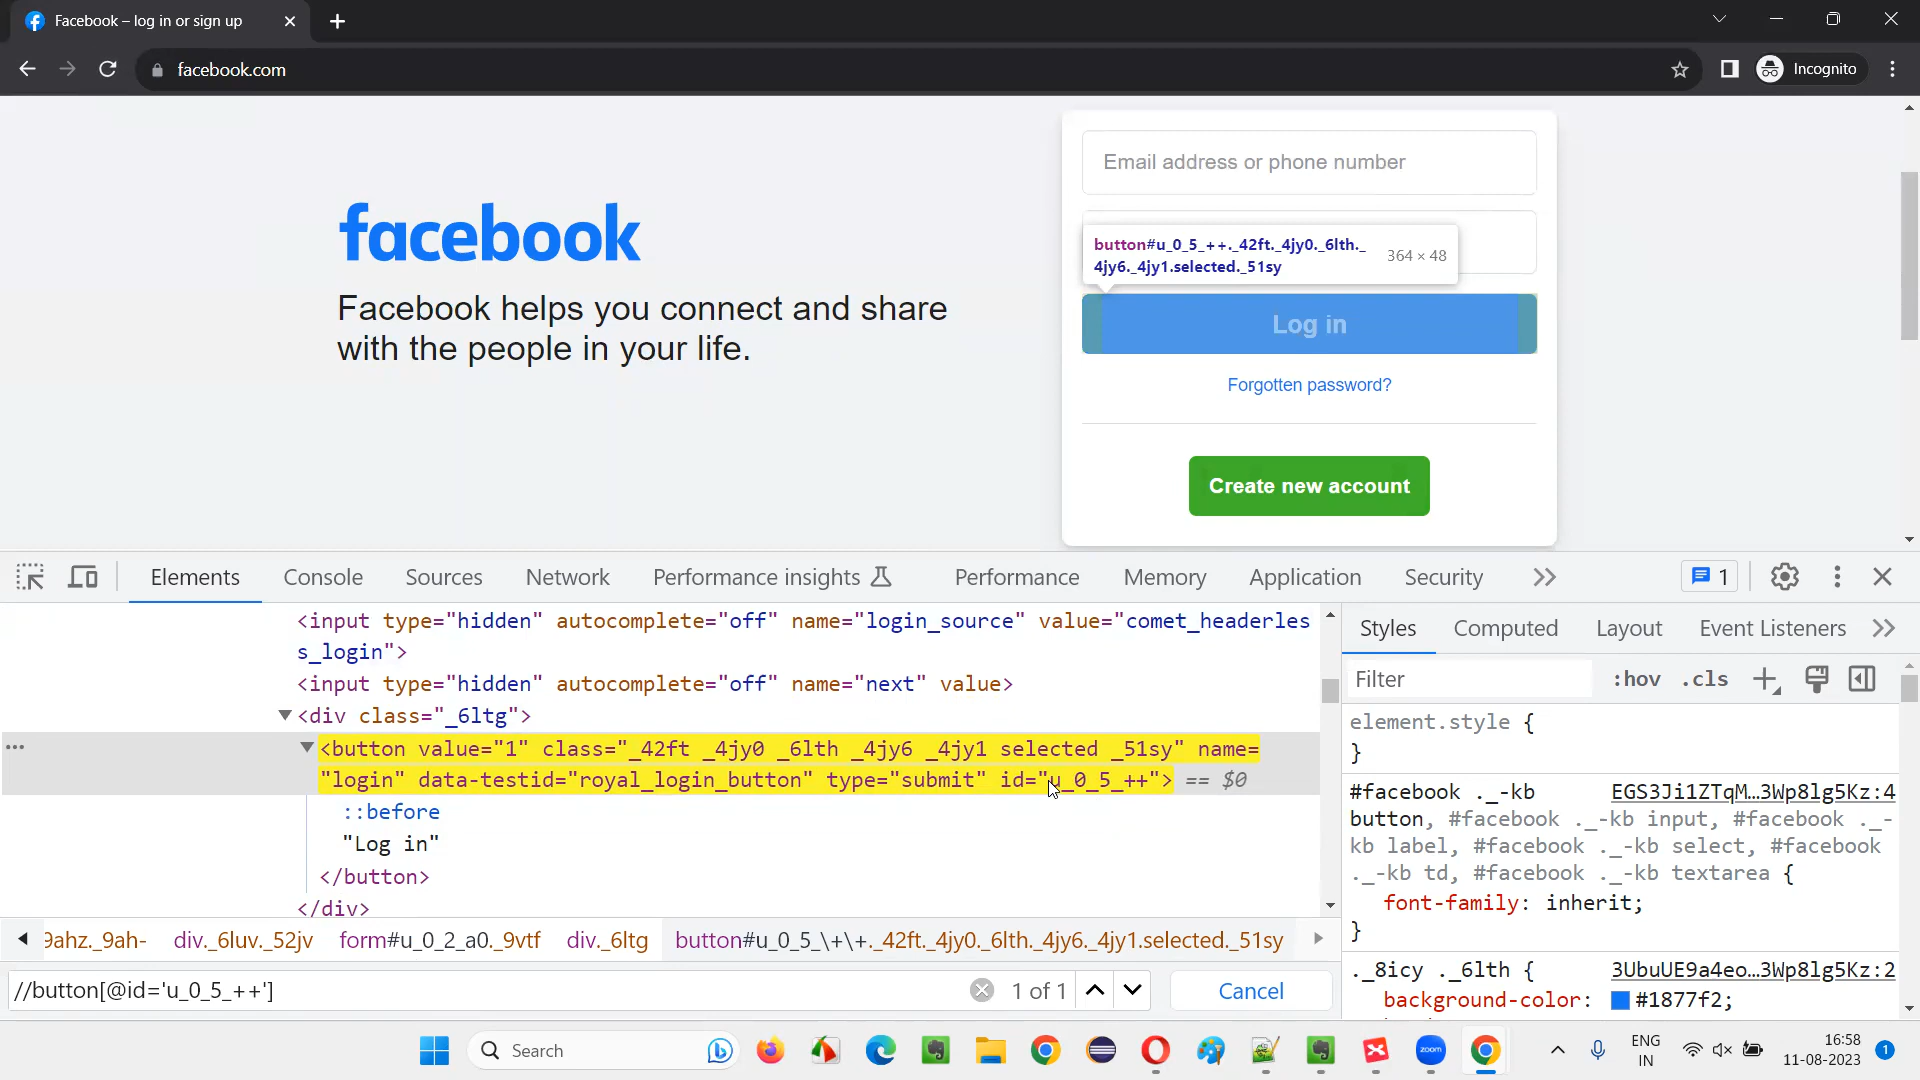 Facebook – log in or sign up
facebook.com
Incognito
facebook
Facebook helps you connect and share
with the people in your life.
Email address or phone number
button#u_0_5_++._42ft._4jy0._6lth._
4jy6._4jy1.selected._51sy
364 × 48
Log in
Forgotten password?
Create new account
Elements
Console
Sources
Network
Performance insights
Performance
Memory
Application
Security
1
<input type="hidden" autocomplete="off" name="login_source" value="comet_headerles
s_login">
<input type="hidden" autocomplete="off" name="next" value>
<div class="_6ltg">
<button value="1" class="_42ft _4jy0 _6lth _4jy6 _4jy1 selected _51sy" name=
"login" data-testid="royal_login_button" type="submit" id="u_0_5_++"> == $0
::before
"Log in"
</button>
</div>
Styles
Computed
Layout
Event Listeners
Filter
:hov
.cls
element.style {
}
#facebook ._-kb EGS3Ji1ZTqM…3Wp8lg5Kz:4
button, #facebook ._-kb input, #facebook ._-
kb label, #facebook ._-kb select, #facebook
._-kb td, #facebook ._-kb textarea {
font-family: inherit;
}
._8icy ._6lth { 3UbuUE9a4eo…3Wp8lg5Kz:2
background-color: #1877f2;
9ahz._9ah- div._6luv._52jv form#u_0_2_a0._9vtf div._6ltg button#u_0_5_\+\+._42ft._4jy0._6lth._4jy6._4jy1.selected._51sy
//button[@id='u_0_5_++']
1 of 1
Cancel
Search
zoom
ENG
IN
16:58
11-08-2023
1